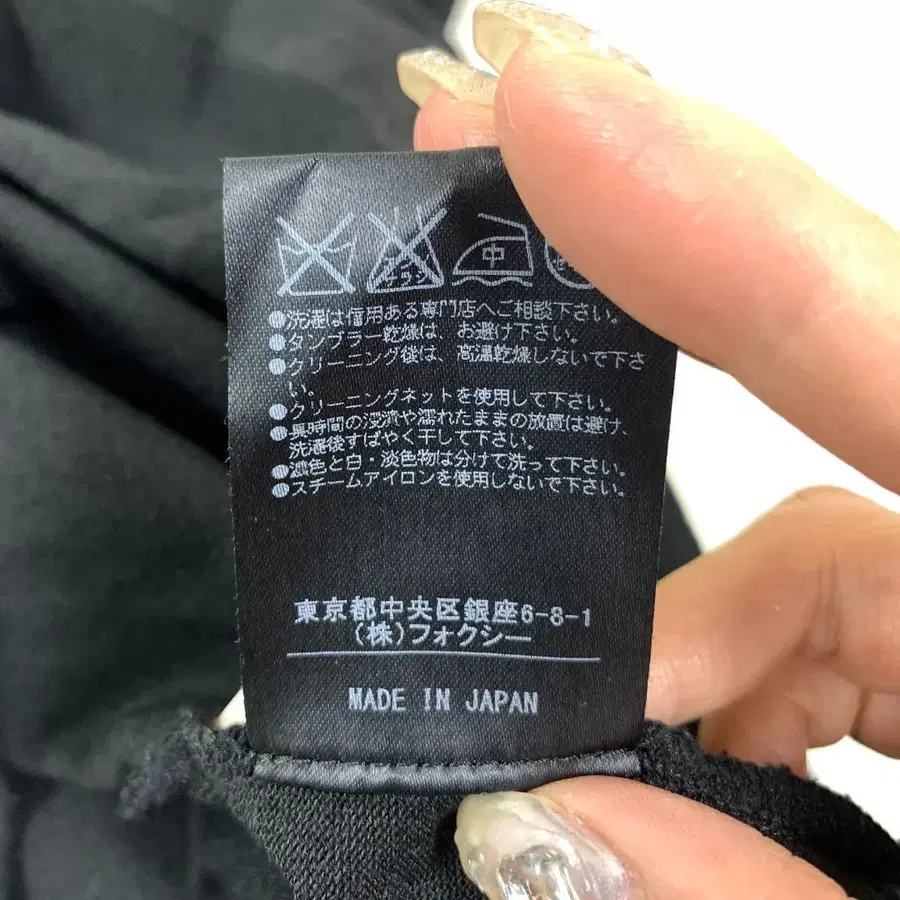 エンソ
中
セキユ
●洗濯は信用ある専門店へご相談下さい。
●タンブラー乾燥は、お避け下さい。
●クリーニング後は、高温乾燥しないで下さ
い。
●クリーニングネットを使用して下さい。
●長時間の浸漬や濡れたままの放置は避け、
洗濯後すばやく干して下さい。
●濃色と白・淡色物は分けて洗って下さい。
●スチームアイロンを使用しないで下さい。
東京都中央区銀座6-8-1
(株)フォクシー
MADE IN JAPAN